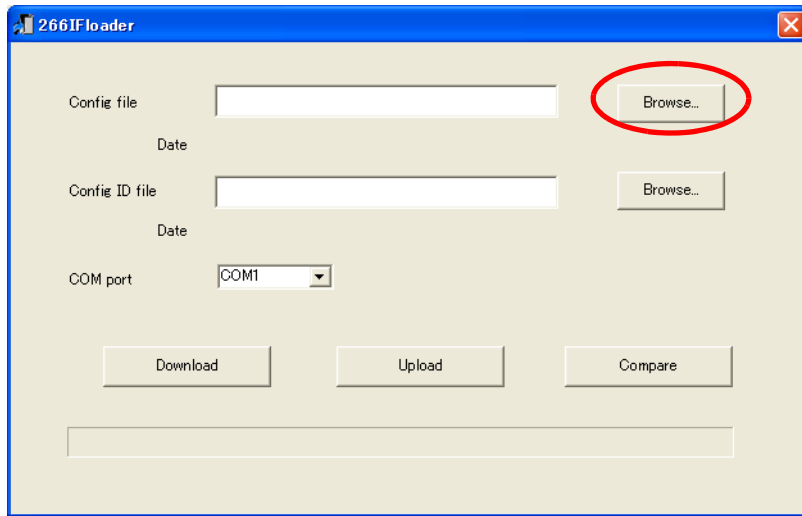 266IFloader
Config file
Browse...
Date
Config ID file
Browse...
Date
COM port
COM1
Download
Upload
Compare